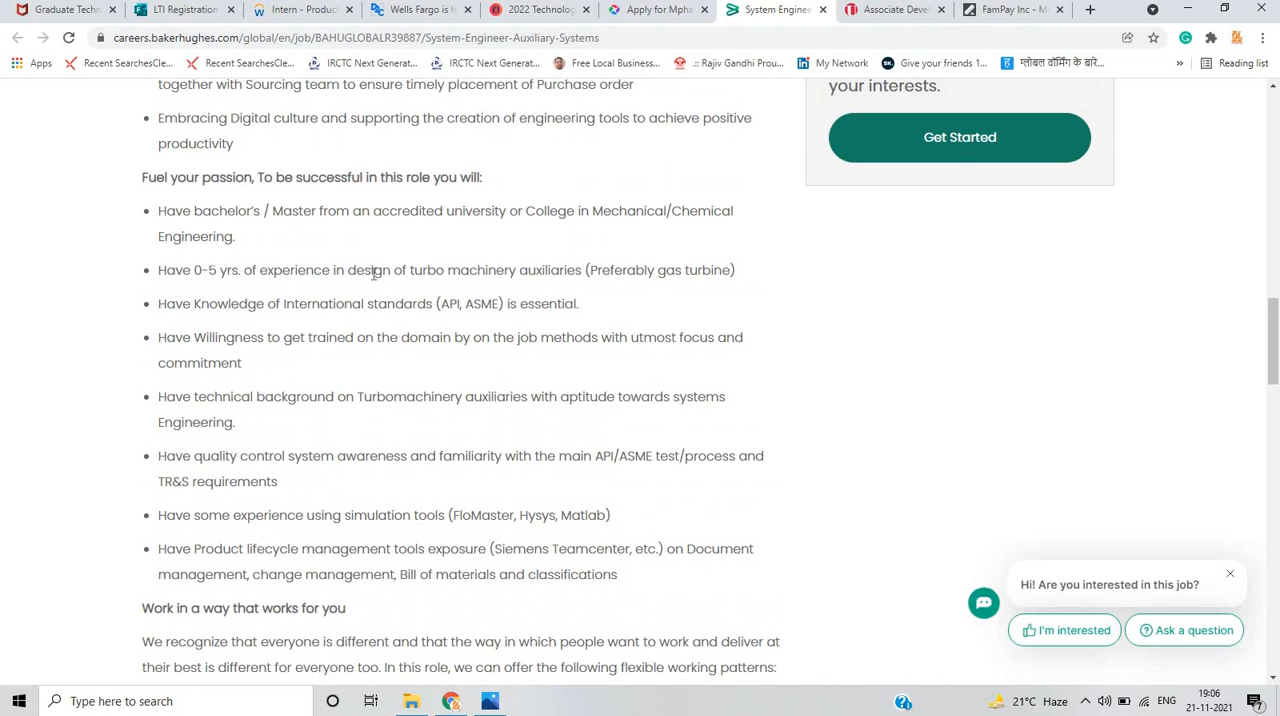 Graduate Techn
LTI Registration
Intern - Product
Wells Fargo is h
2022 Technolog
Apply for Mpha
System Enginee
Associate Devel
FamPay Inc - M
careers.bakerhughes.com/global/en/job/BAHUGLOBALR39887/System-Engineer-Auxiliary-Systems
Apps
Recent SearchesCle...
Recent SearchesCle...
IRCTC Next Generat...
IRCTC Next Generat...
Free Local Business...
.:: Rajiv Gandhi Prou...
My Network
Give your friends 1...
ग्लोबल वॉर्मिंग के बारे...
»
Reading list
together with Sourcing team to ensure timely placement of Purchase order
• Embracing Digital culture and supporting the creation of engineering tools to achieve positive
productivity
Fuel your passion, To be successful in this role you will:
• Have bachelor's / Master from an accredited university or College in Mechanical/Chemical
Engineering.
• Have 0-5 yrs. of experience in design of turbo machinery auxiliaries (Preferably gas turbine)
• Have Knowledge of International standards (API, ASME) is essential.
• Have Willingness to get trained on the domain by on the job methods with utmost focus and
commitment
• Have technical background on Turbomachinery auxiliaries with aptitude towards systems
Engineering.
• Have quality control system awareness and familiarity with the main API/ASME test/process and
TR&S requirements
• Have some experience using simulation tools (FloMaster, Hysys, Matlab)
• Have Product lifecycle management tools exposure (Siemens Teamcenter, etc.) on Document
management, change management, Bill of materials and classifications
Work in a way that works for you
We recognize that everyone is different and that the way in which people want to work and deliver at
their best is different for everyone too. In this role, we can offer the following flexible working patterns:
your interests.
Get Started
Hi! Are you interested in this job?
I'm interested
Ask a question
Type here to search
21°C Haze
ENG
19:06
21-11-2021
7